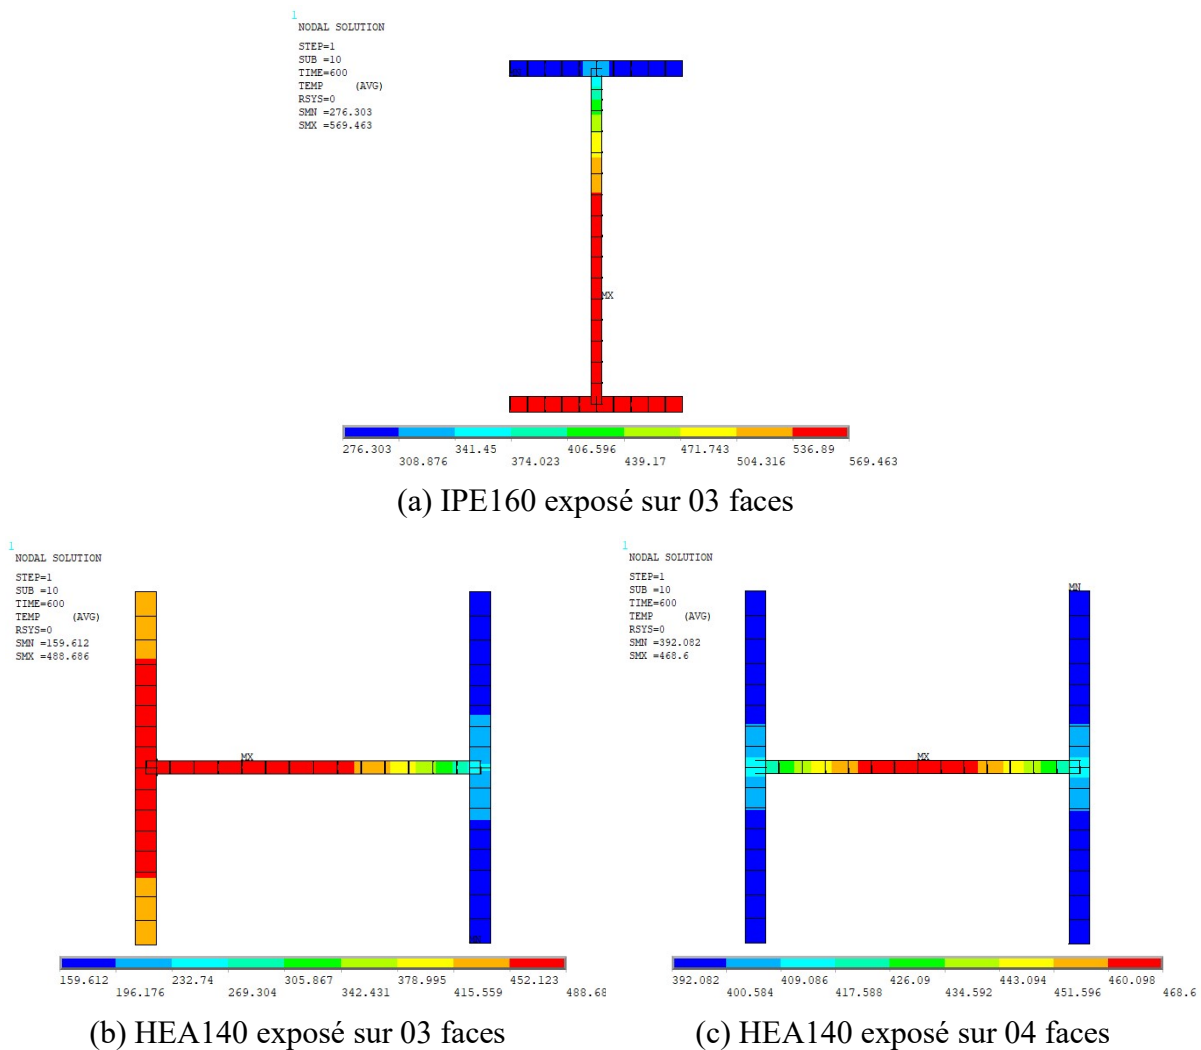 1
NODAL SOLUTION
STEP=1
SUB =10
TIME=600
TEMP (AVG)
RSYS=0
SMN =276.303
SMX =569.463
MX
276.303 341.45 406.596 471.743 536.89
308.876 374.023 439.17 504.316 569.463
(a) IPE160 exposé sur 03 faces
1
NODAL SOLUTION
STEP=1
SUB =10
TIME=600
TEMP (AVG)
RSYS=0
SMN =159.612
SMX =488.686
MX
159.612 232.74 305.867 378.995 452.123
196.176 269.304 342.431 415.559 488.68
(b) HEA140 exposé sur 03 faces
1
NODAL SOLUTION
STEP=1
SUB =10
TIME=600
TEMP (AVG)
RSYS=0
SMN =392.082
SMX =468.6
MN
MX
392.082 409.086 426.09 443.094 460.098
400.584 417.588 434.592 451.596 468.6
(c) HEA140 exposé sur 04 faces